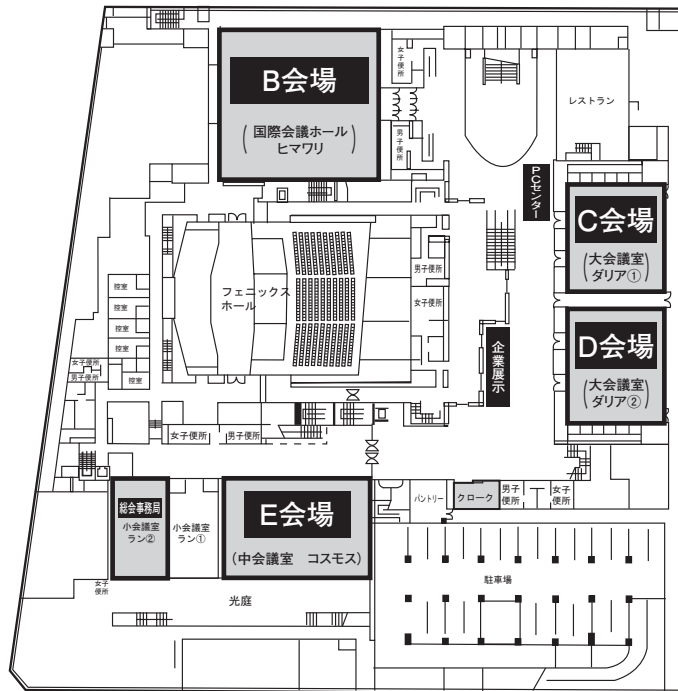 B会場
(国際会議ホール
ヒマワリ)
女子便所
男子便所
レストラン
PCセンター
C会場
(大会議室
ダリア①)
フェニックス
ホール
男子便所
女子便所
控室
控室
控室
控室
控室
女子便所
男子便所
企業展示
D会場
(大会議室
ダリア②)
女子便所
男子便所
総会事務局
小会議室
ラン②
小会議室
ラン①
E会場
(中会議室 コスモス)
パントリー
クローク
男子
便所
女子
便所
女子
便所
光庭
駐車場